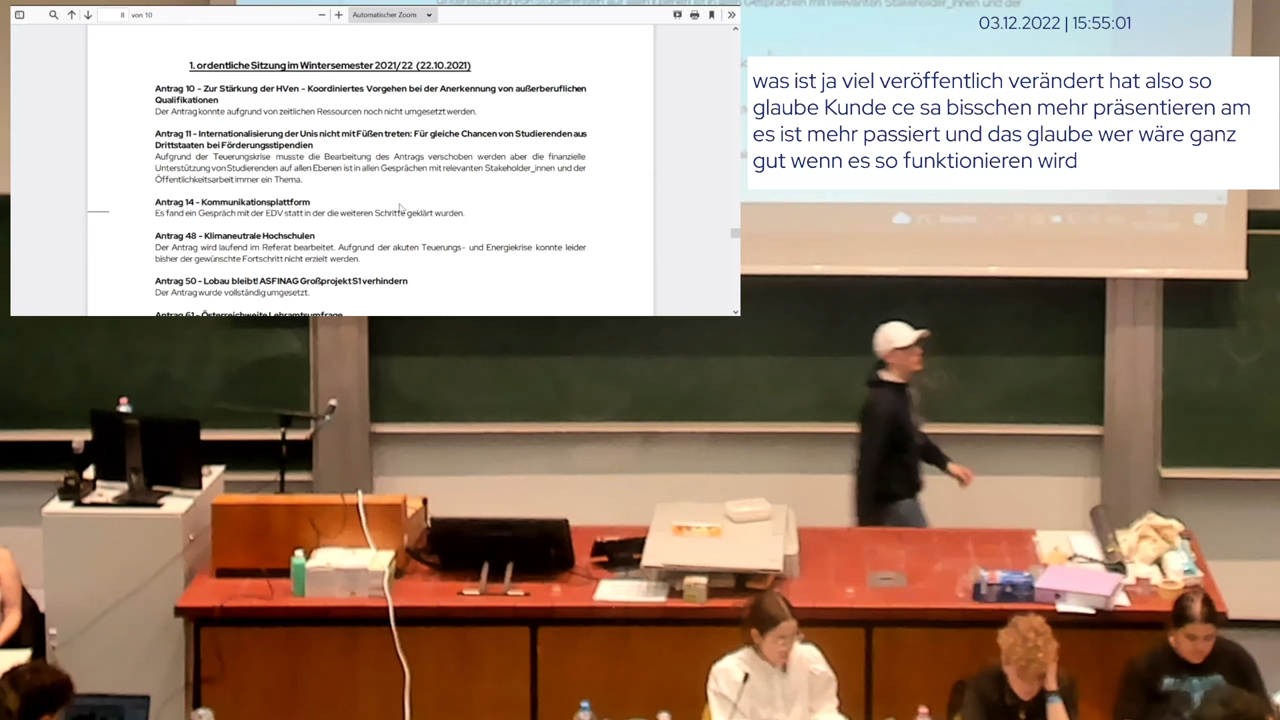 8 von 10
Automatischer Zoom
1. ordentliche Sitzung im Wintersemester 2021/22 (22.10.2021)
Antrag 10 - Zur Stärkung der HVen - Koordiniertes Vorgehen bei der Anerkennung von außerberuflichen
Qualifikationen
Der Antrag konnte aufgrund von zeitlichen Ressourcen noch nicht umgesetzt werden.
Antrag 11 - Internationalisierung der Unis nicht mit Füßen treten: Für gleiche Chancen von Studierenden aus
Drittstaaten bei Förderungsstipendien
Aufgrund der Teuerungskrise musste die Bearbeitung des Antrags verschoben werden aber die finanzielle
Unterstützung von Studierenden auf allen Ebenen ist in allen Gesprächen mit relevanten Stakeholder_innen und der
Öffentlichkeitsarbeit immer ein Thema.
Antrag 14 - Kommunikationsplattform
Es fand ein Gespräch mit der EDV statt in der die weiteren Schritte geklärt wurden.
Antrag 48 - Klimaneutrale Hochschulen
Der Antrag wird laufend im Referat bearbeitet. Aufgrund der akuten Teuerungs- und Energiekrise konnte leider
bisher der gewünschte Fortschritt nicht erzielt werden.
Antrag 50 - Lobau bleibt! ASFINAG Großprojekt S1 verhindern
Der Antrag wurde vollständig umgesetzt.
Antrag 61 - Österreichweite Lehramtsumfrage
03.12.2022 | 15:55:01
was ist ja viel veröffentlich verändert hat also so
glaube Kunde ce sa bisschen mehr präsentieren am
es ist mehr passiert und das glaube wer wäre ganz
gut wenn es so funktionieren wird